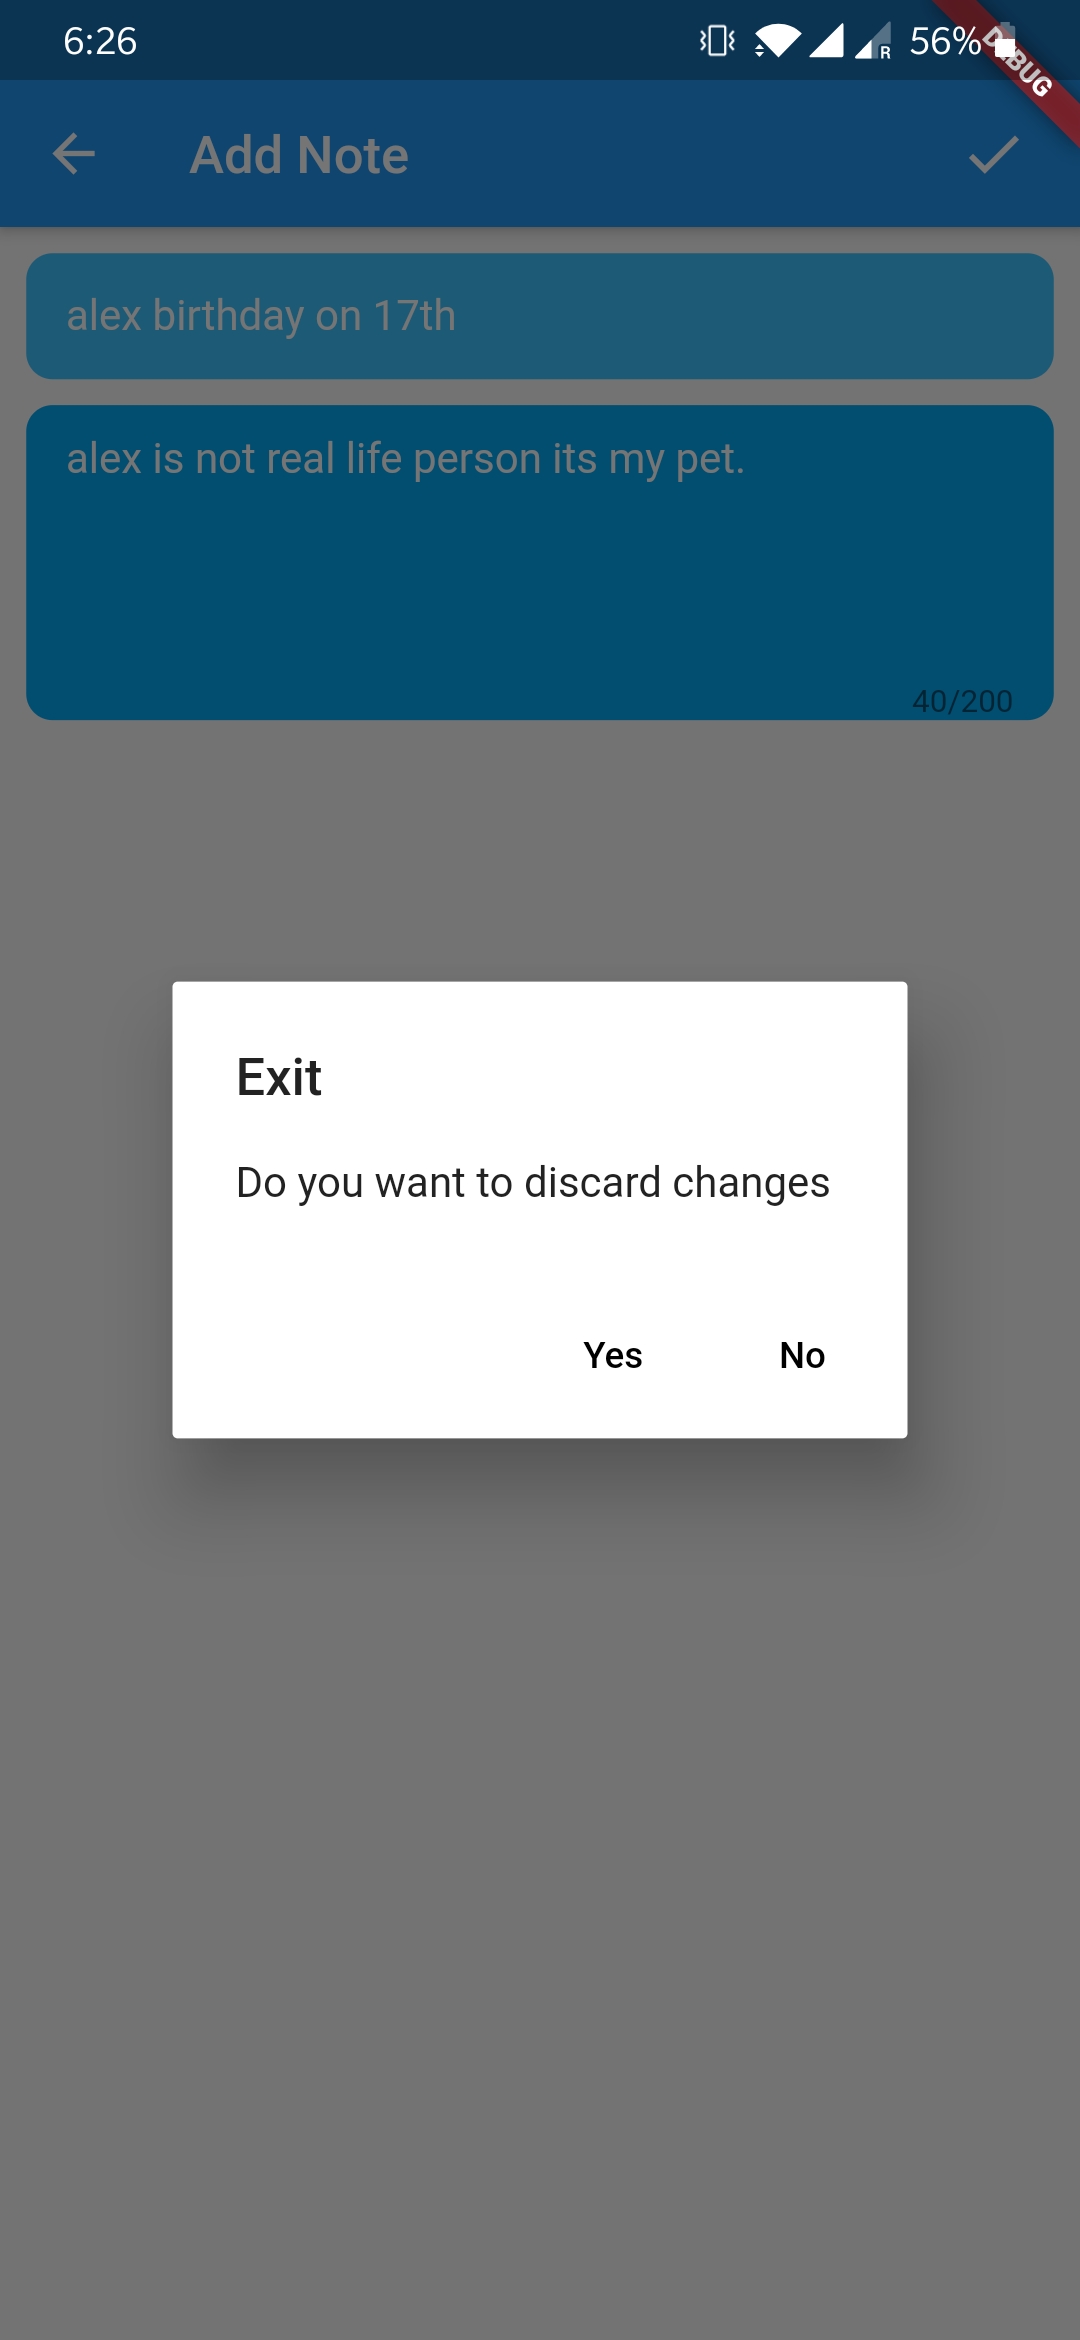 6:26
R 56%
DEBUG
Add Note
alex birthday on 17th
alex is not real life person its my pet.
40/200
Exit
Do you want to discard changes
Yes No